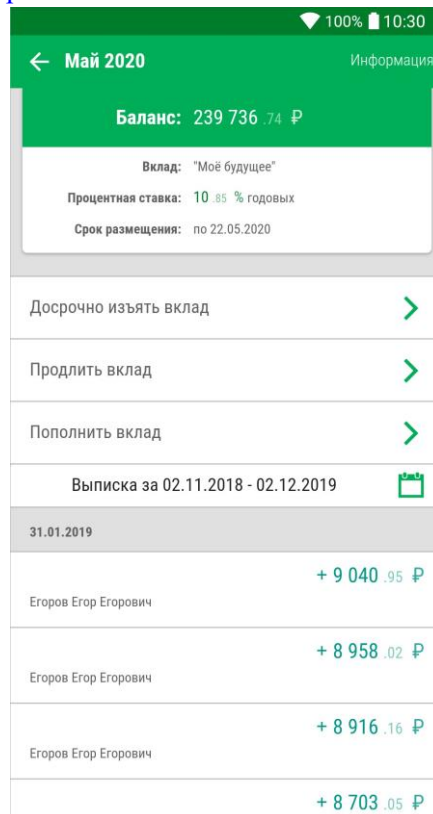 100% 10:30
Май 2020 Информация
Баланс: 239 736 .74 ₽
Вклад: "Моё будущее"
Процентная ставка: 10 .85 % годовых
Срок размещения: по 22.05.2020
Досрочно изъять вклад
Продлить вклад
Пополнить вклад
Выписка за 02.11.2018 - 02.12.2019
31.01.2019
+ 9 040 .95 ₽
Егоров Егор Егорович
+ 8 958 .02 ₽
Егоров Егор Егорович
+ 8 916 .16 ₽
Егоров Егор Егорович
+ 8 703 .05 ₽